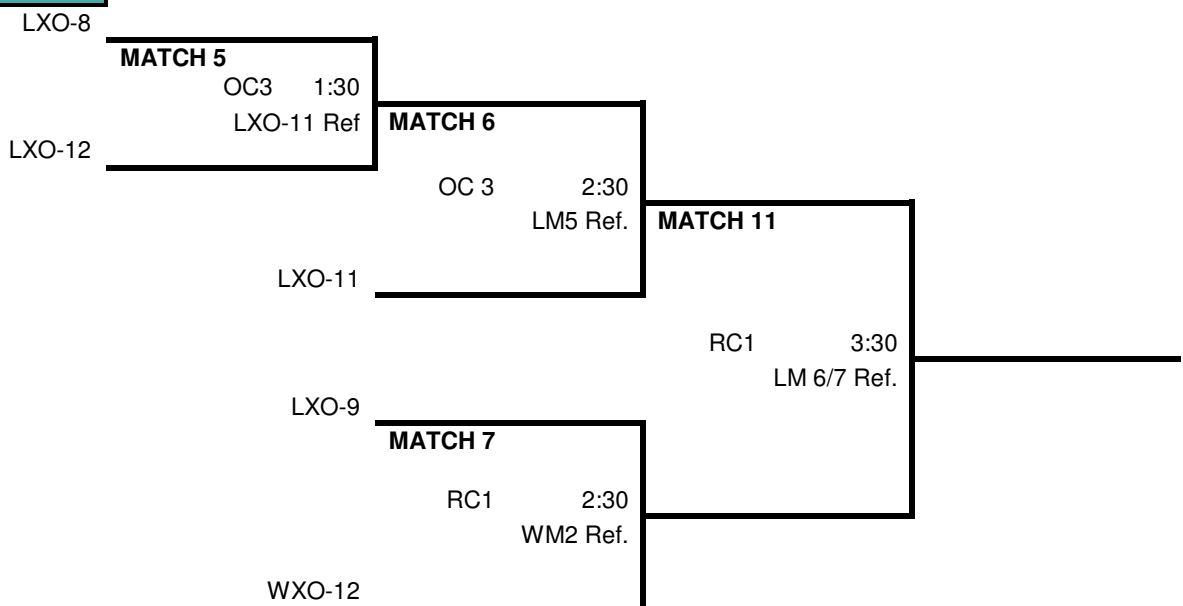 LXO-8
MATCH 5
OC3 1:30
LXO-11 Ref
MATCH 6
LXO-12
OC 3 2:30
LM5 Ref.
MATCH 11
LXO-11
RC1 3:30
LM 6/7 Ref.
LXO-9
MATCH 7
RC1 2:30
WM2 Ref.
WXO-12